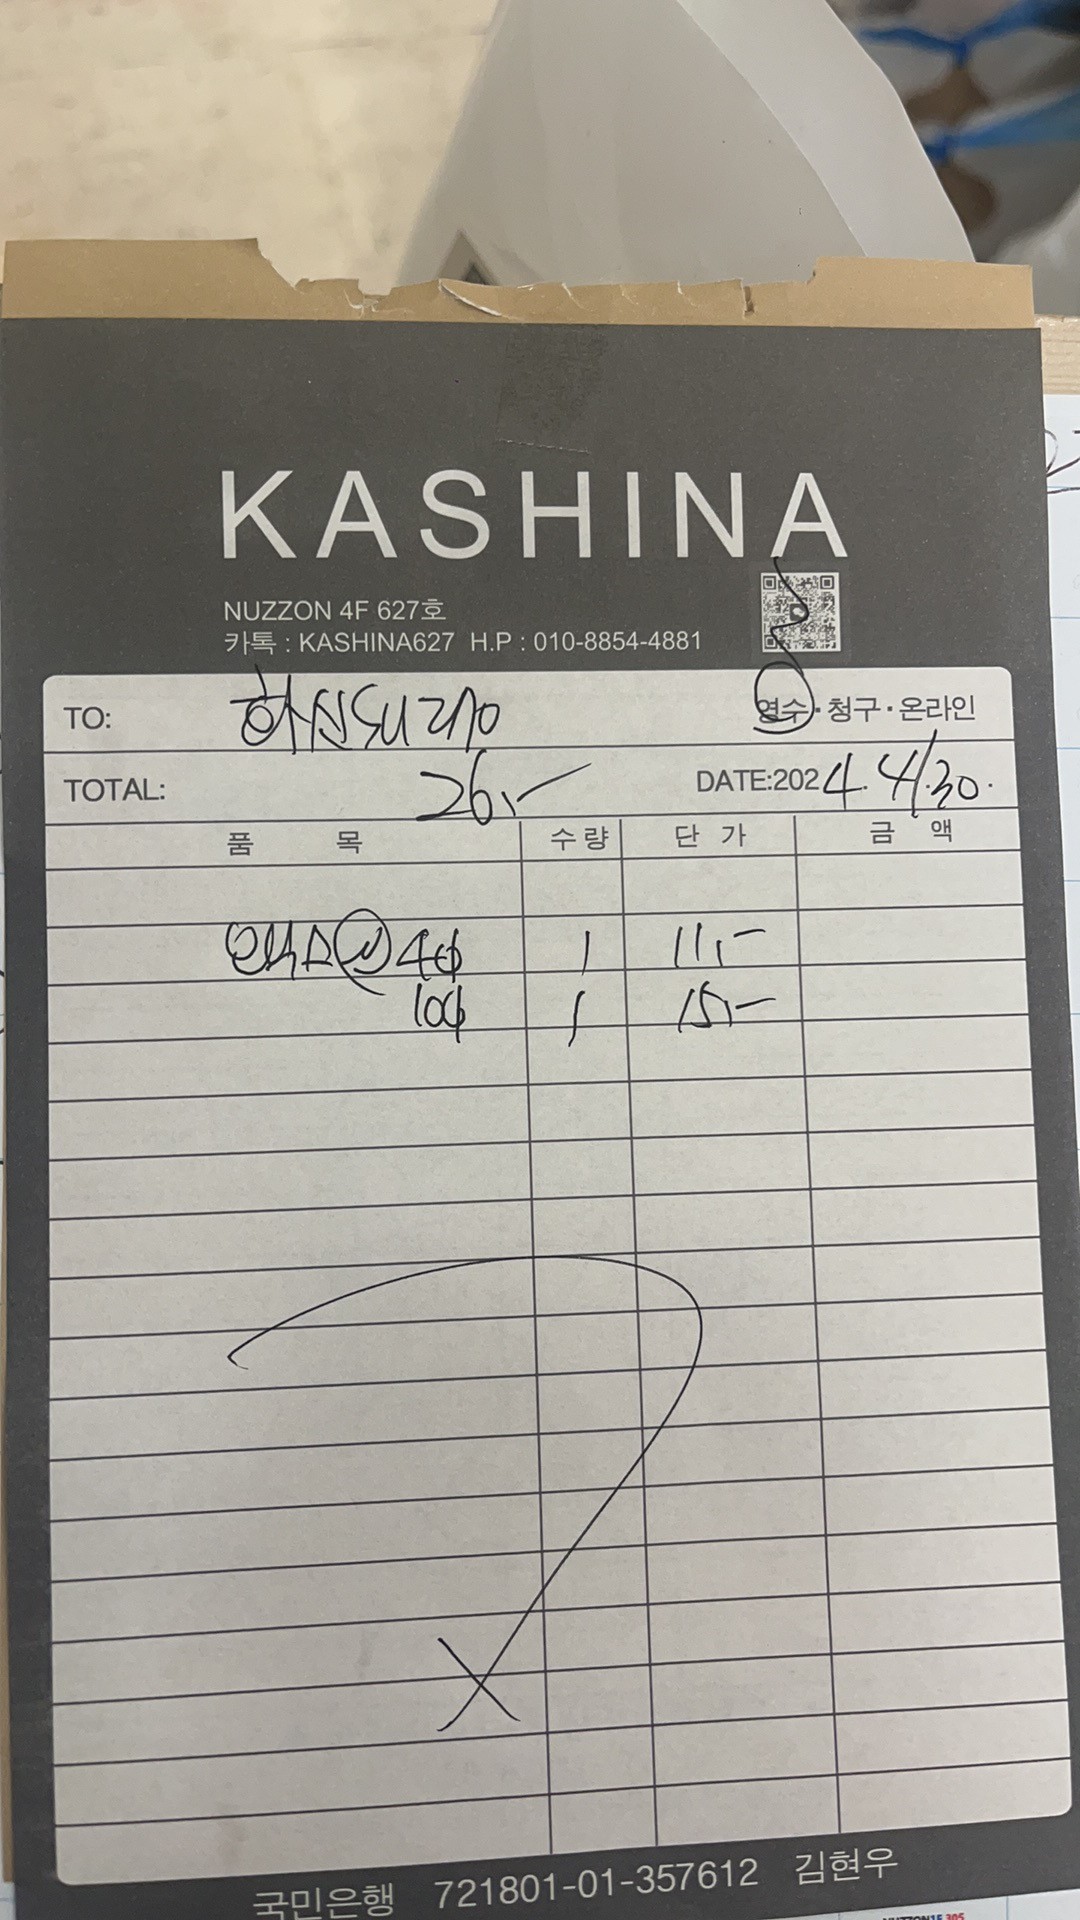 KASHINA
NUZZON 4F 627호
카톡 : KASHINA627 H.P : 010-8854-4881
TO:
영수 · 청구 · 온라인
TOTAL: 26,-
DATE:2024. 4/30.
품 목 수량 단 가 금 액
4 1 11,-
10 1 15,-
국민은행 721801-01-357612 김현우